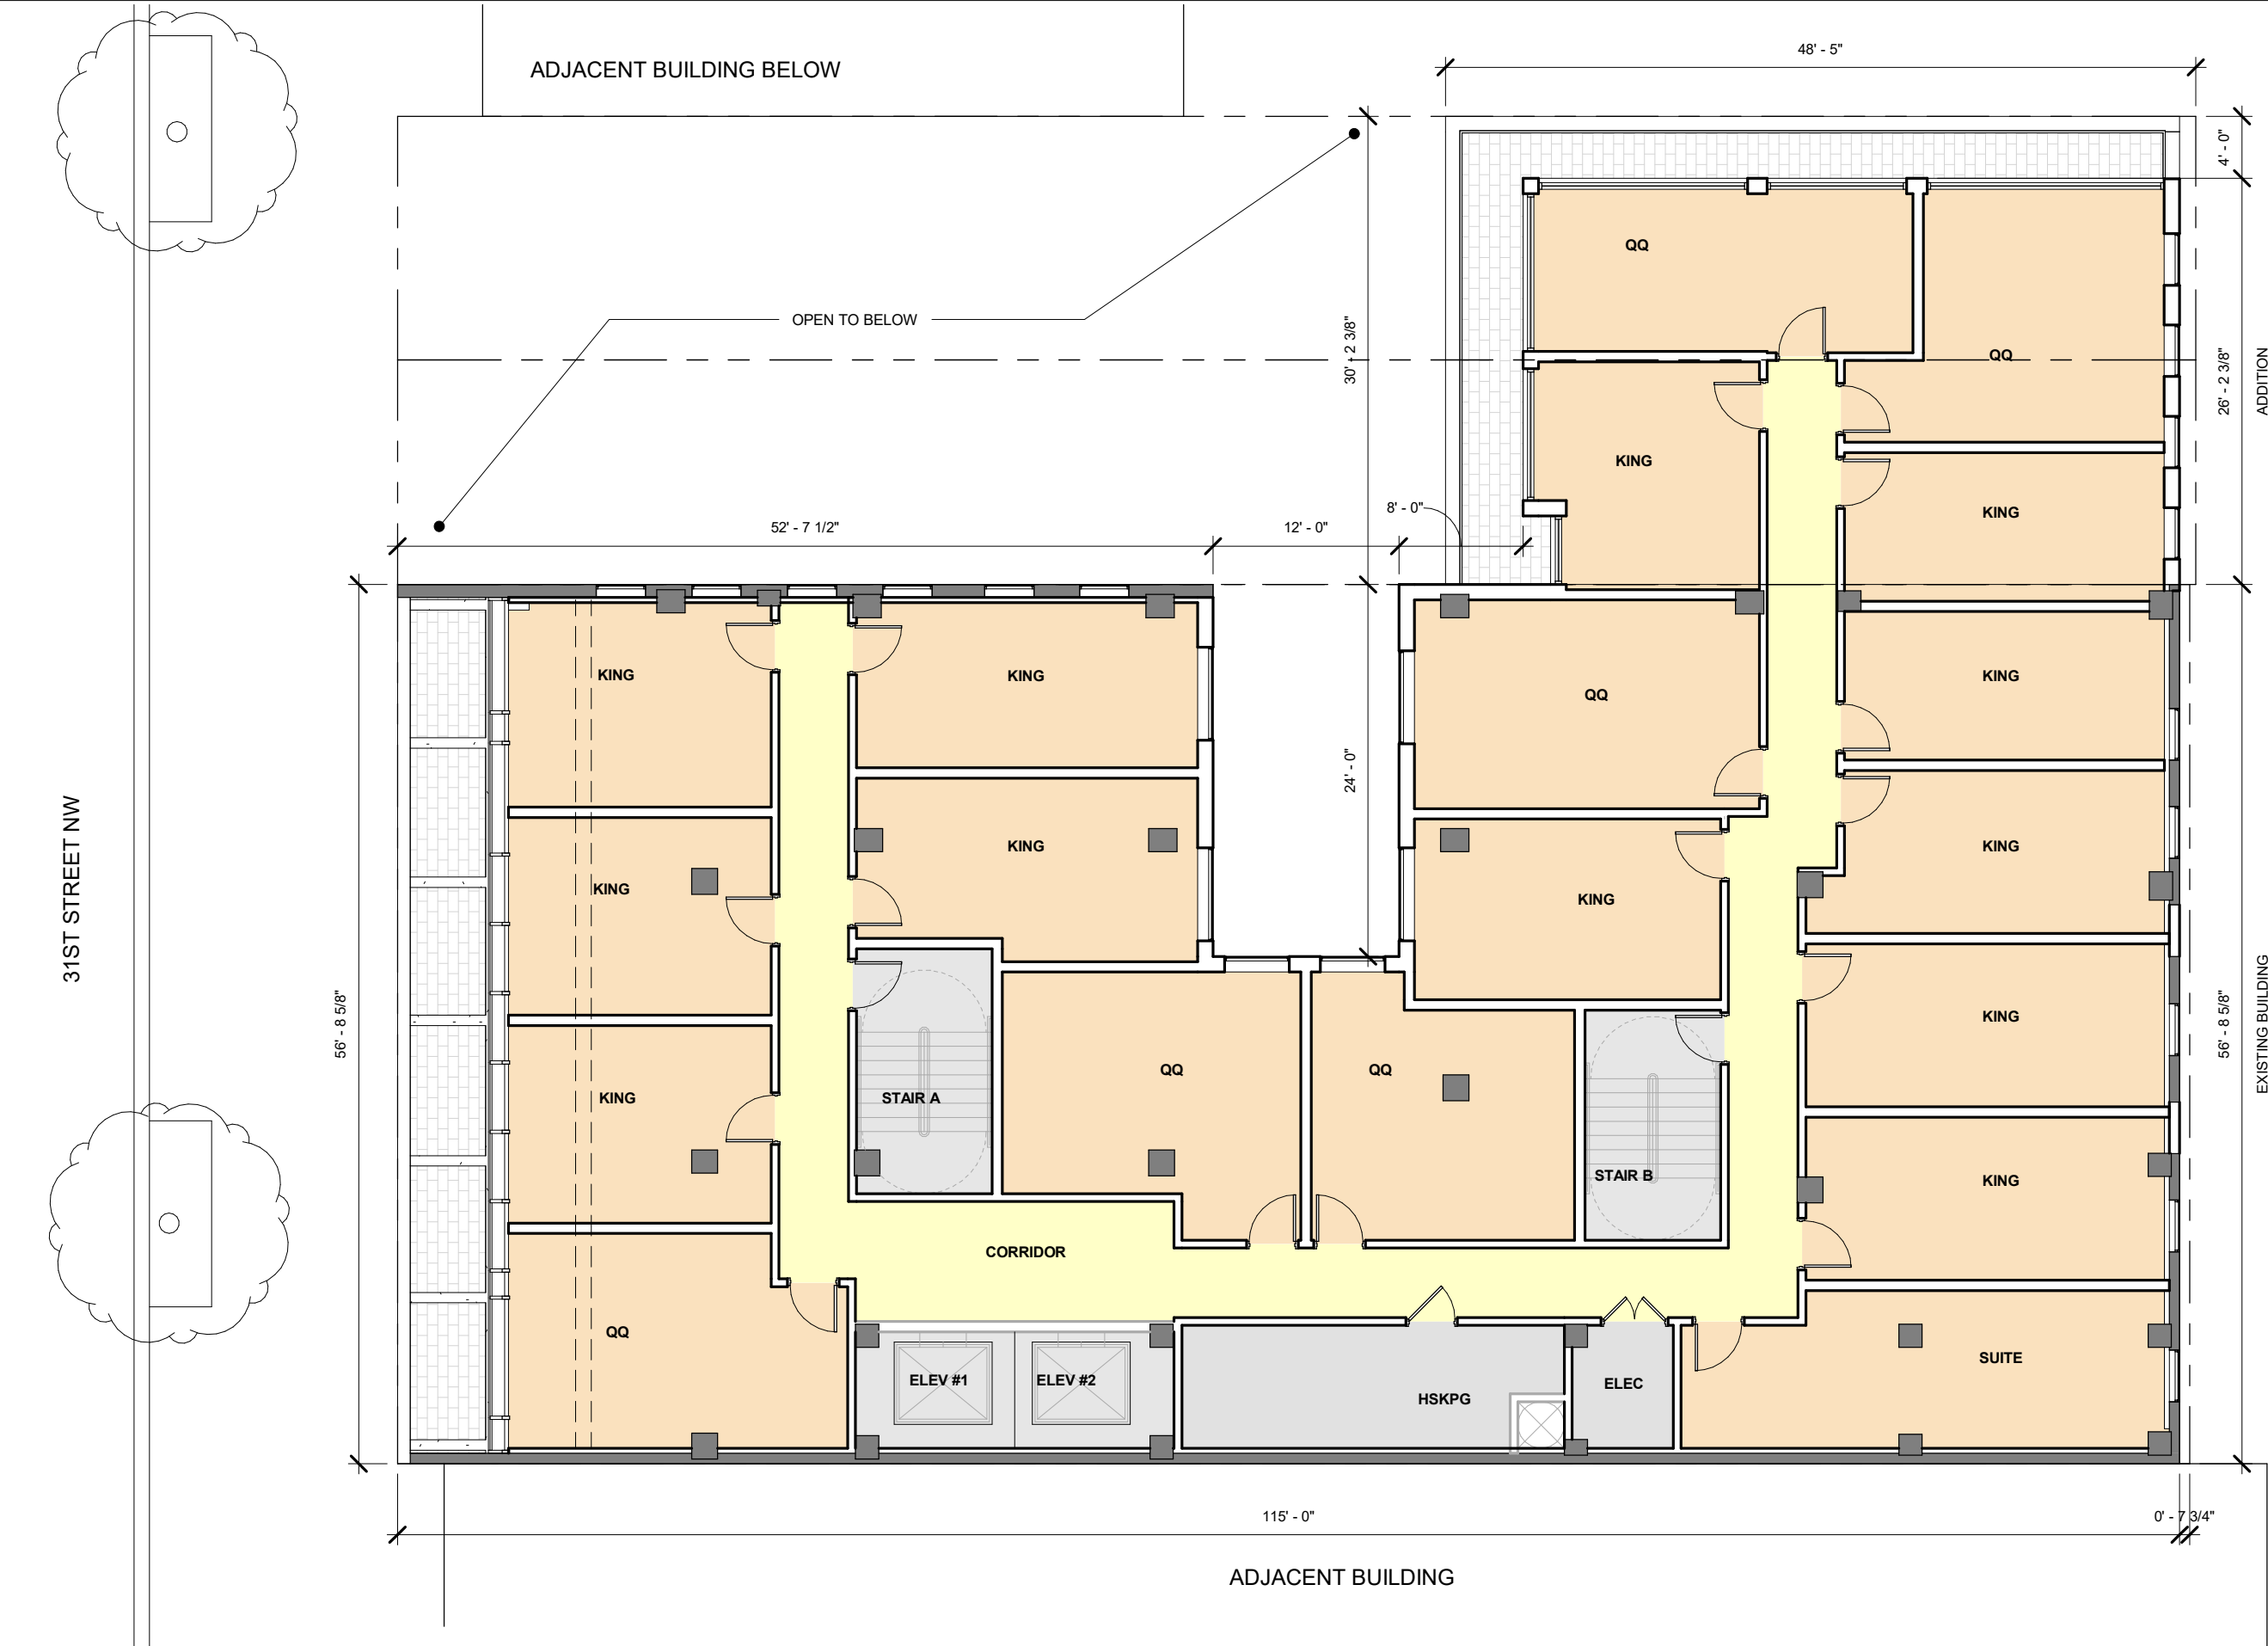 48' - 5"
ADJACENT BUILDING BELOW
4' - 0"
QQ
OPEN TO BELOW
30' - 2 3/8"
QQ
26' - 2 3/8"
ADDITION
KING
8' - 0"
KING
52' - 7 1/2"
12' - 0"
KING
KING
KING
QQ
24' - 0"
KING
KING
KING
KING
31ST STREET NW
56' - 8 5/8"
KING
56' - 8 5/8"
EXISTING BUILDING
QQ
QQ
KING
STAIR A
STAIR B
KING
CORRIDOR
QQ
SUITE
ELEV #1
ELEV #2
HSKPG
ELEC
115' - 0"
0' - 7 3/4"
ADJACENT BUILDING